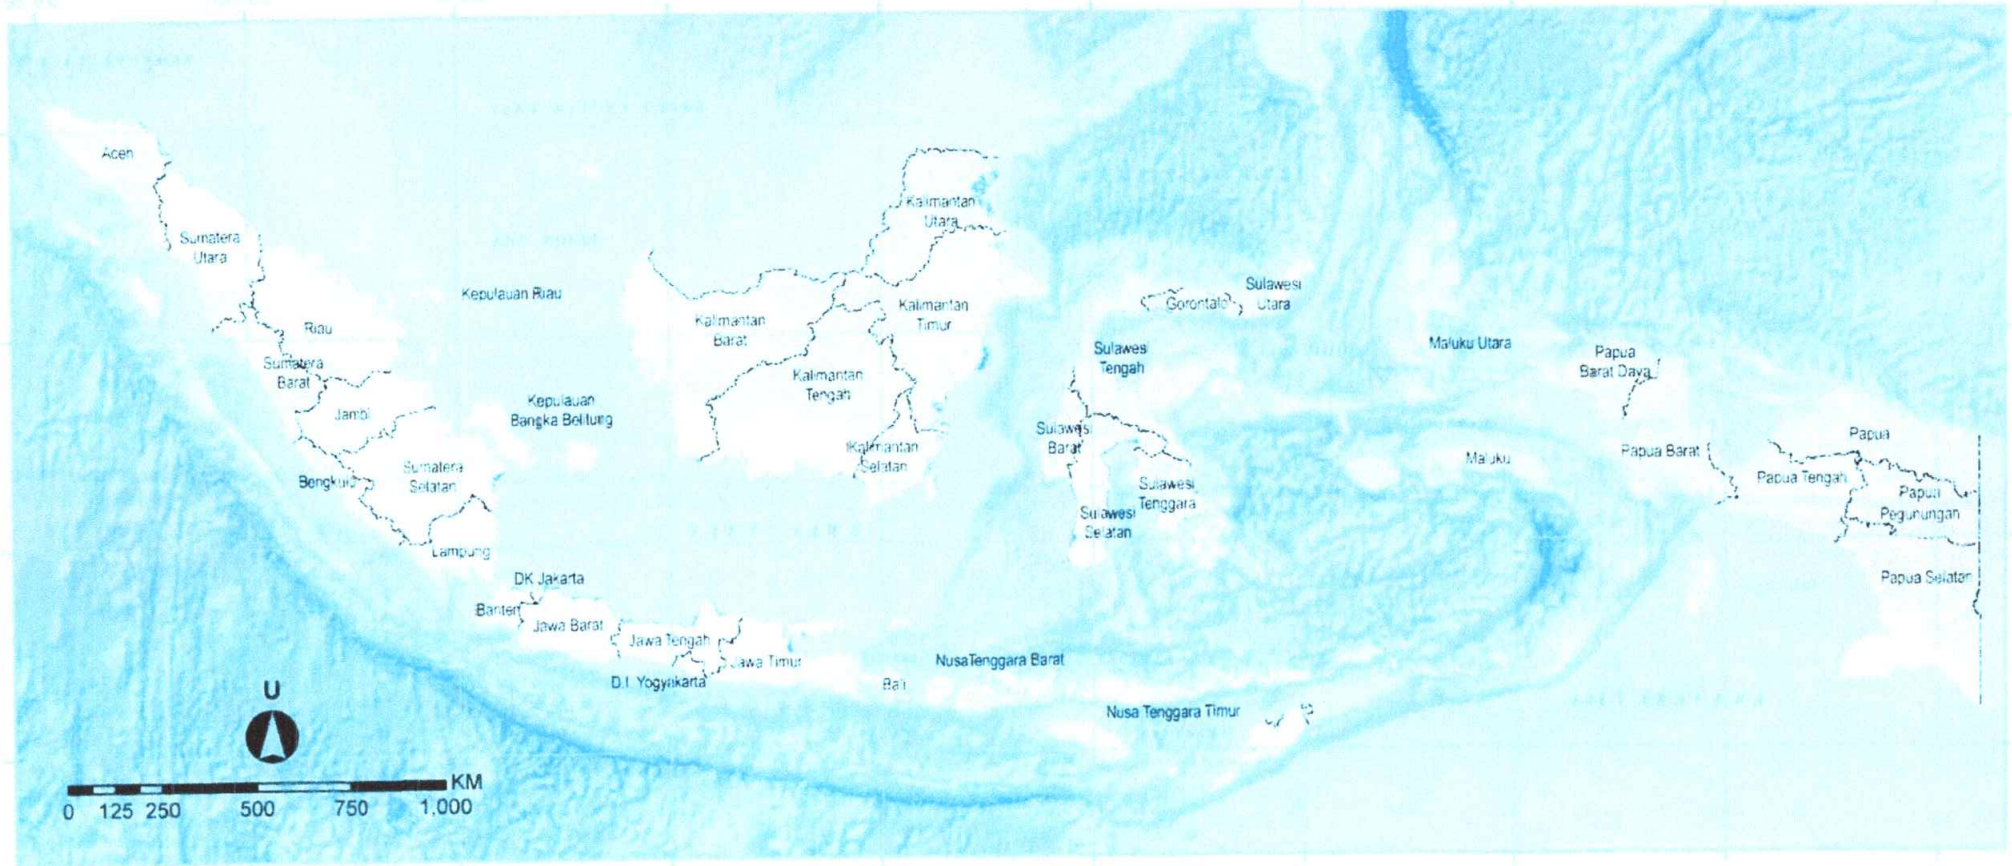 Aceh
Sumatera
Utara
Riau
Sumatera
Barat
Jambi
Bengkulu
Sumatera
Selatan
Lampung
Kepulauan Riau
Kepulauan
Bangka Belitung
DK Jakarta
Banten
Jawa Barat
Jawa Tengah
D.I. Yogyakarta
Jawa Timur
Bali
Kalimantan
Utara
Kalimantan
Barat
Kalimantan
Timur
Kalimantan
Tengah
Kalimantan
Selatan
Gorontalo
Sulawesi
Utara
Sulawesi
Tengah
Sulawesi
Barat
Sulawesi
Tenggara
Sulawesi
Selatan
NusaTenggara Barat
Nusa Tenggara Timur
Maluku Utara
Maluku
Papua
Barat Daya
Papua Barat
Papua
Papua Tengah
Papua
Pegunungan
Papua Selatan
U
KM
0 125 250 500 750 1.000